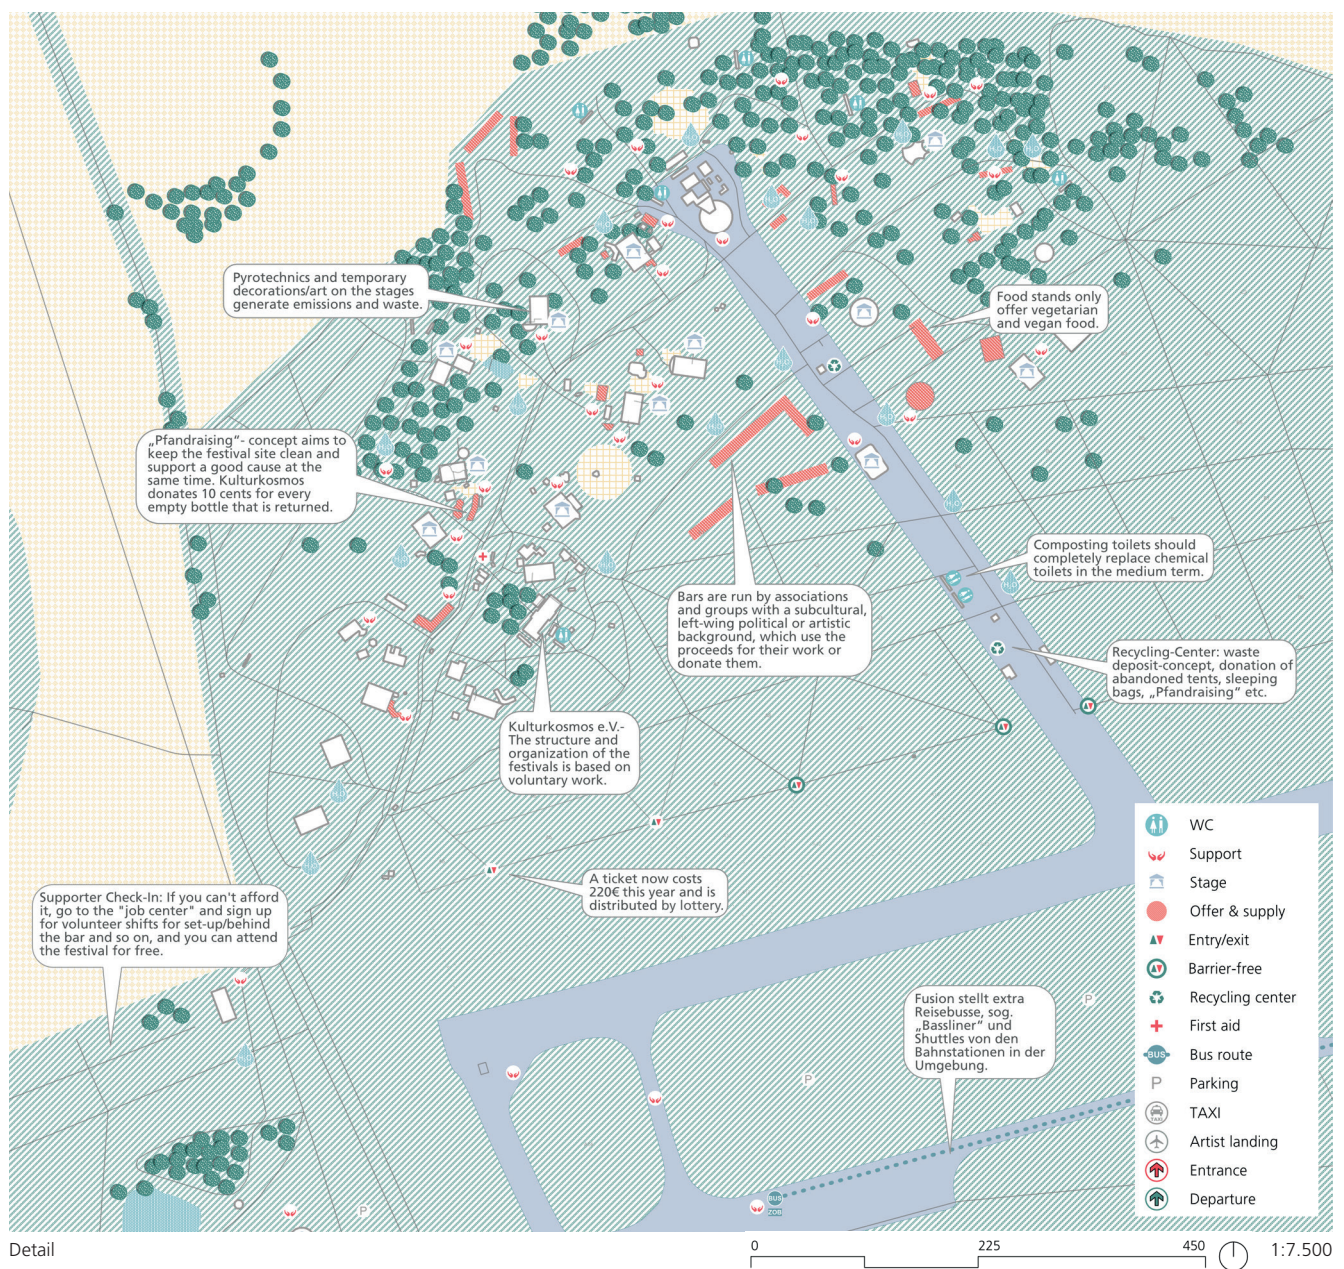 Pyrotechnics and temporary
decorations/art on the stages
generate emissions and waste.
Food stands only
offer vegetarian
and vegan food.
„Pfandraising"- concept aims to
keep the festival site clean and
support a good cause at the
same time. Kulturkosmos
donates 10 cents for every
empty bottle that is returned.
Composting toilets should
completely replace chemical
toilets in the medium term.
Bars are run by associations
and groups with a subcultural,
left-wing political or artistic
background, which use the
proceeds for their work or
donate them.
Recycling-Center: waste
deposit-concept, donation of
abandoned tents, sleeping
bags, „Pfandraising" etc.
Kulturkosmos e.V.-
The structure and
organization of the
festivals is based on
voluntary work.
A ticket now costs
220€ this year and is
distributed by lottery.
Supporter Check-In: If you can't afford
it, go to the "job center" and sign up
for volunteer shifts for set-up/behind
the bar and so on, and you can attend
the festival for free.
Fusion stellt extra
Reisebusse, sog.
„Bassliner" und
Shuttles von den
Bahnstationen in der
Umgebung.
P
P
P
BUS
ZOB
WC
Support
Stage
Offer & supply
Entry/exit
Barrier-free
Recycling center
First aid
BUS Bus route
P Parking
TAXI TAXI
Artist landing
Entrance
Departure
Detail
0 225 450
1:7.500